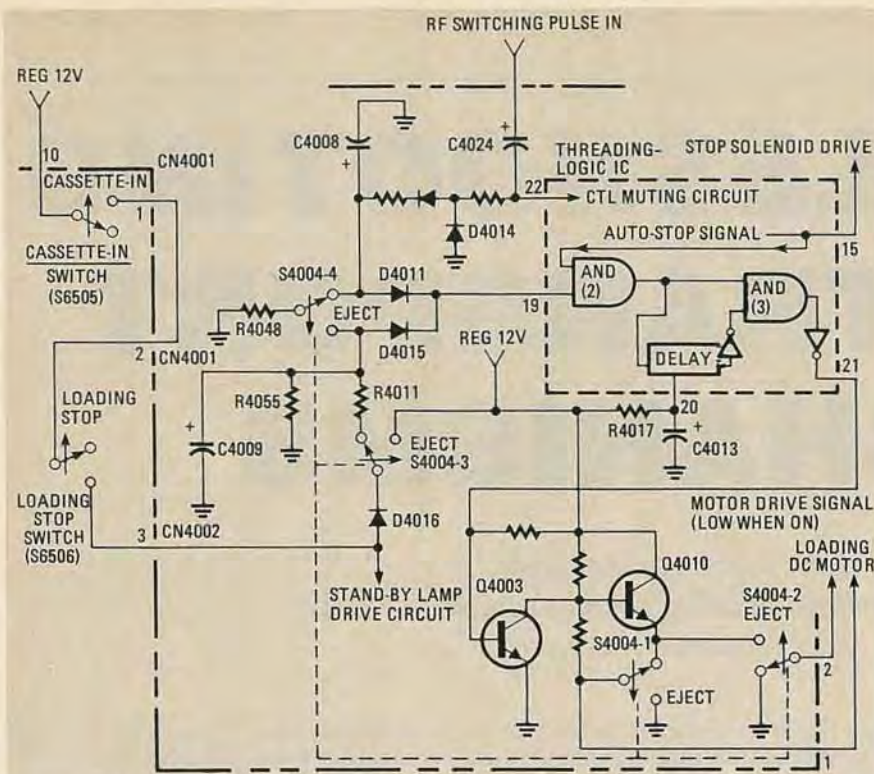 RF SWITCHING PULSE IN
REG 12V
10
CN4001
CASSETTE-IN
1
CASSETTE-IN
SWITCH
(S6505)
C4008
+
+
C4024
THREADING-
LOGIC IC
STOP SOLENOID DRIVE
22
CTL MUTING CIRCUIT
D4014
AUTO-STOP SIGNAL
15
AND
(2)
AND
(3)
S4004-4
D4011
19
EJECT
R4048
D4015
REG 12V
DELAY
21
2
CN4001
LOADING
STOP
R4055
R4011
+
C4009
EJECT
S4004-3
R4017
20
+
C4013
LOADING
STOP
SWITCH
(S6506)
3
CN4002
D4016
MOTOR DRIVE SIGNAL
(LOW WHEN ON)
LOADING
DC MOTOR
STAND-BY LAMP
DRIVE CIRCUIT
Q4003
Q4010
S4004-2
EJECT
S4004-1
EJECT
2
1